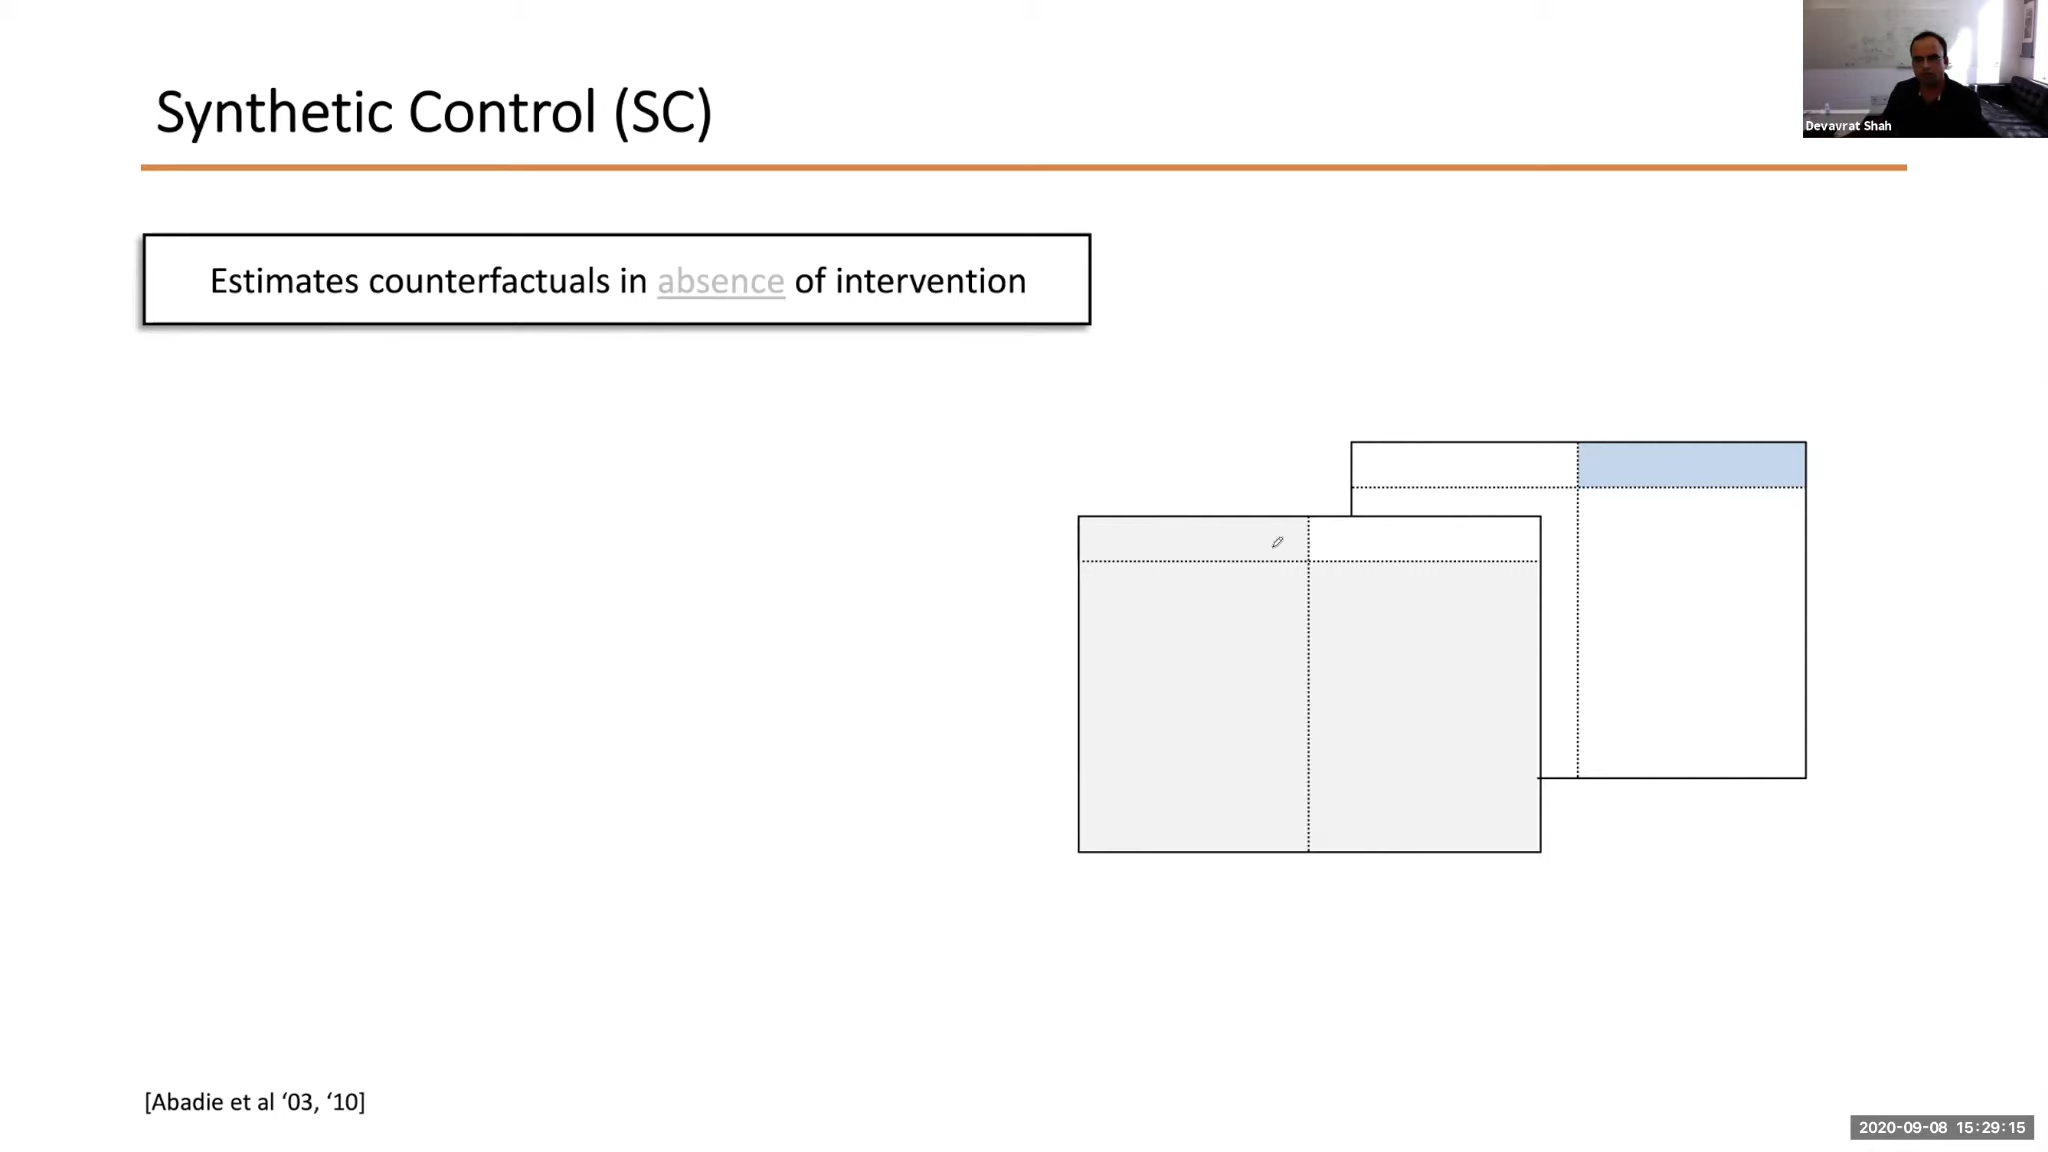 Synthetic Control (SC)
Devavrat Shah
Estimates counterfactuals in absence of intervention
[Abadie et al ‘03, ‘10]
2020-09-08 15:29:15